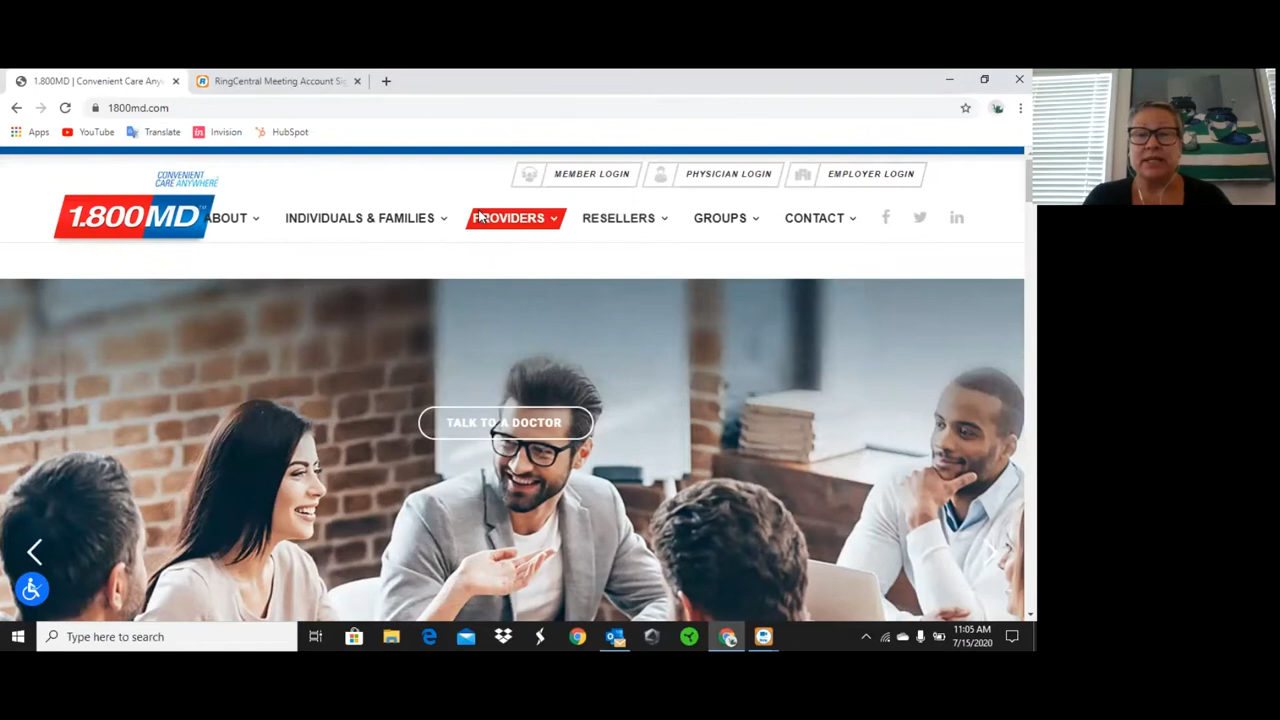 1.800MD | Convenient Care Any
RingCentral Meeting Account Sig
1800md.com
Apps YouTube Translate Invision HubSpot
MEMBER LOGIN PHYSICIAN LOGIN EMPLOYER LOGIN
CONVENIENT
CARE ANYWHERE
1.800MD™
ABOUT INDIVIDUALS & FAMILIES PROVIDERS RESELLERS GROUPS CONTACT
TALK TO A DOCTOR
Type here to search
11:05 AM
7/15/2020